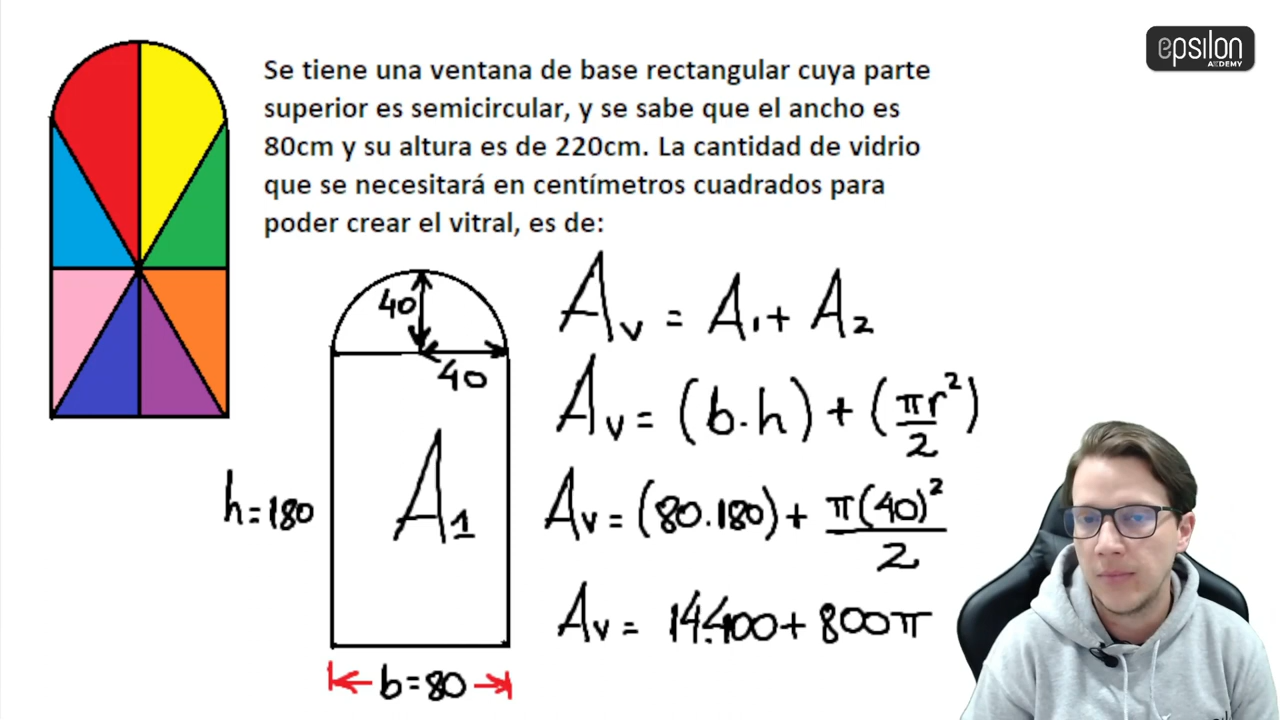 epsilon
ACADEMY
Se tiene una ventana de base rectangular cuya parte
superior es semicircular, y se sabe que el ancho es
80cm y su altura es de 220cm. La cantidad de vidrio
que se necesitará en centímetros cuadrados para
poder crear el vitral, es de:
40
40
h=180
A₁
b=80
Aᵥ = A₁ + A₂
Aᵥ = (b.h) + (πr²/2)
Aᵥ = (80.180) + π(40)²/2
Aᵥ = 14.400 + 800π